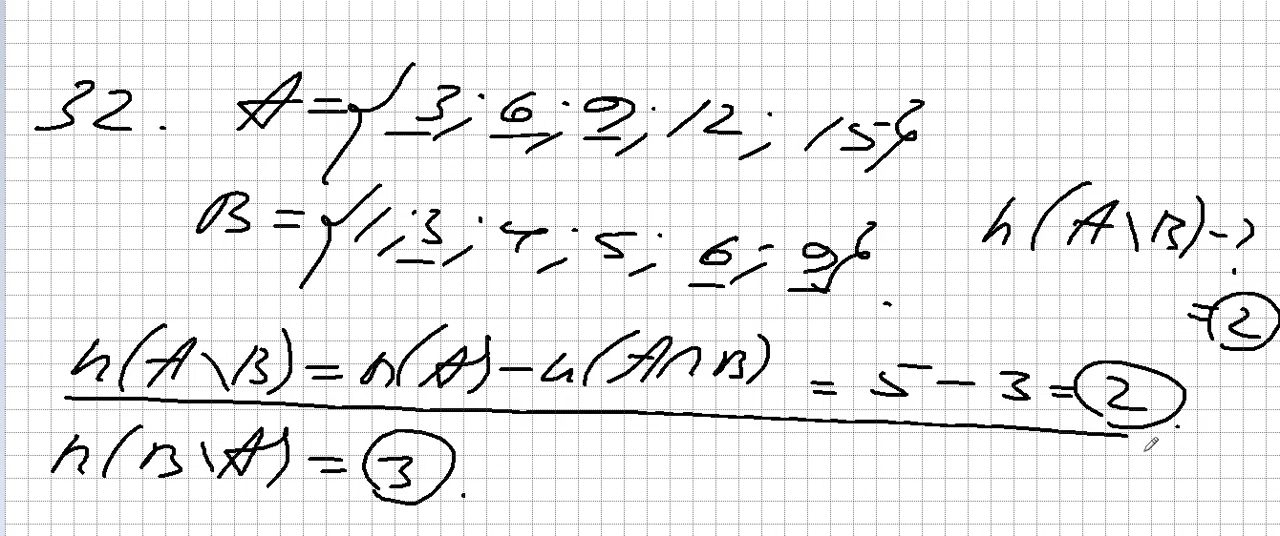 32. A = { 3; 6; 9; 12; 15 }
B = { 1; 3; 4; 5; 6; 9 }.
n(A\B) - ?
= 2
n(A\B) = n(A) - n(A∩B) = 5 - 3 = 2.
n(B\A) = 3.